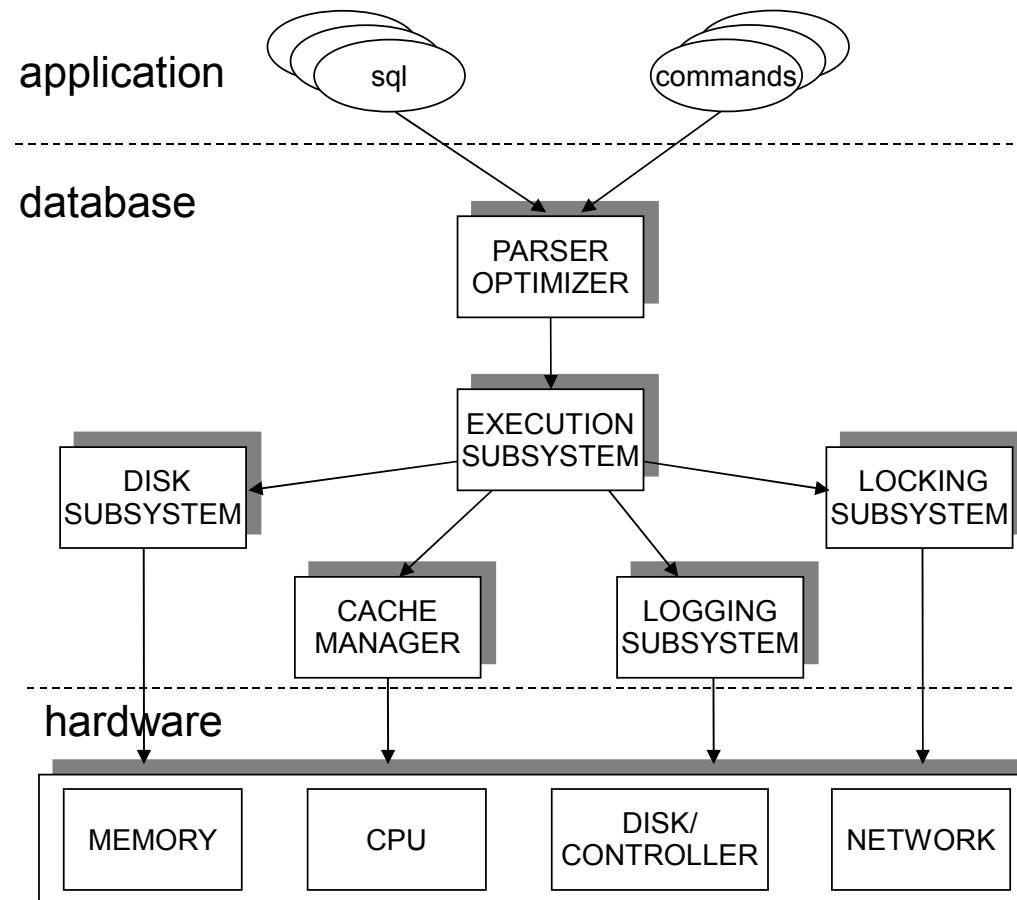 application
sql
commands
database
PARSER
OPTIMIZER
EXECUTION
SUBSYSTEM
DISK
SUBSYSTEM
LOCKING
SUBSYSTEM
CACHE
MANAGER
LOGGING
SUBSYSTEM
hardware
MEMORY
CPU
DISK/
CONTROLLER
NETWORK